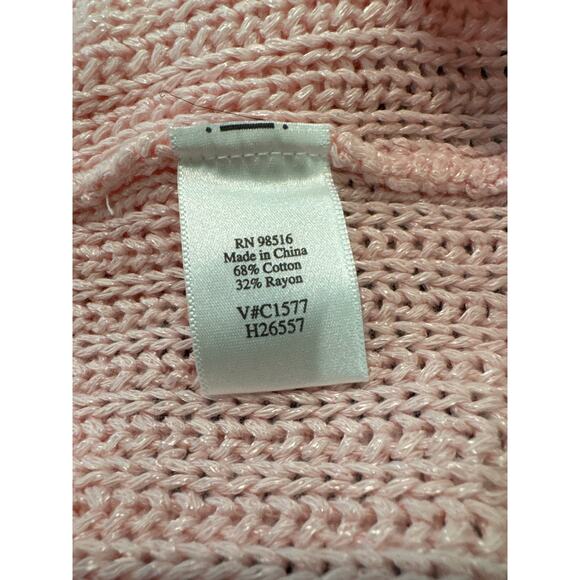 RN 98516
Made in China
68% Cotton
32% Rayon
V#C1577
H26557